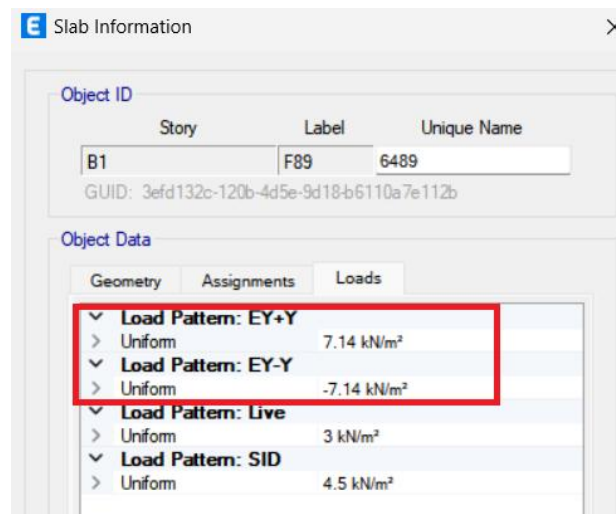 E Slab Information
Object ID
Story Label Unique Name
B1 F89 6489
GUID: 3efd132c-120b-4d5e-9d18-b6110a7e112b
Object Data
Geometry Assignments Loads
Load Pattern: EY+Y
Uniform 7.14 kN/m²
Load Pattern: EY-Y
Uniform -7.14 kN/m²
Load Pattern: Live
Uniform 3 kN/m²
Load Pattern: SID
Uniform 4.5 kN/m²